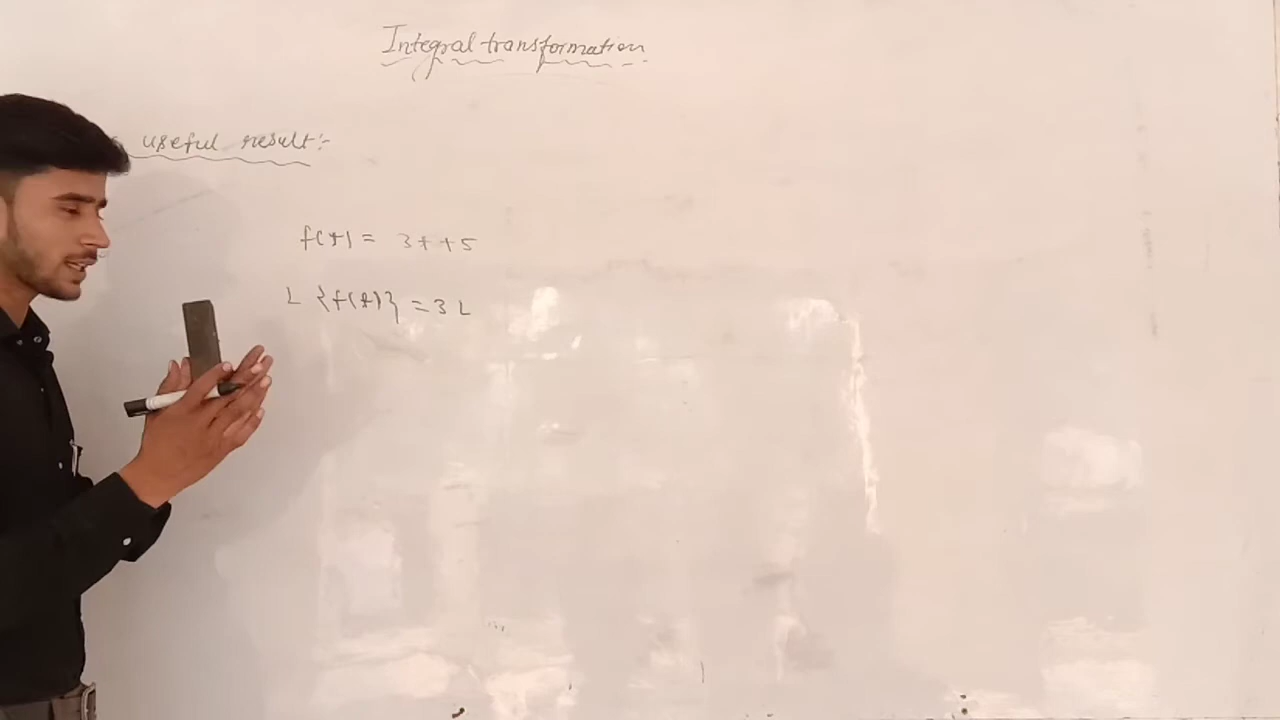 Integral transformation
useful result:-
f(t) = 3t+5
L {f(t)} = 3 L